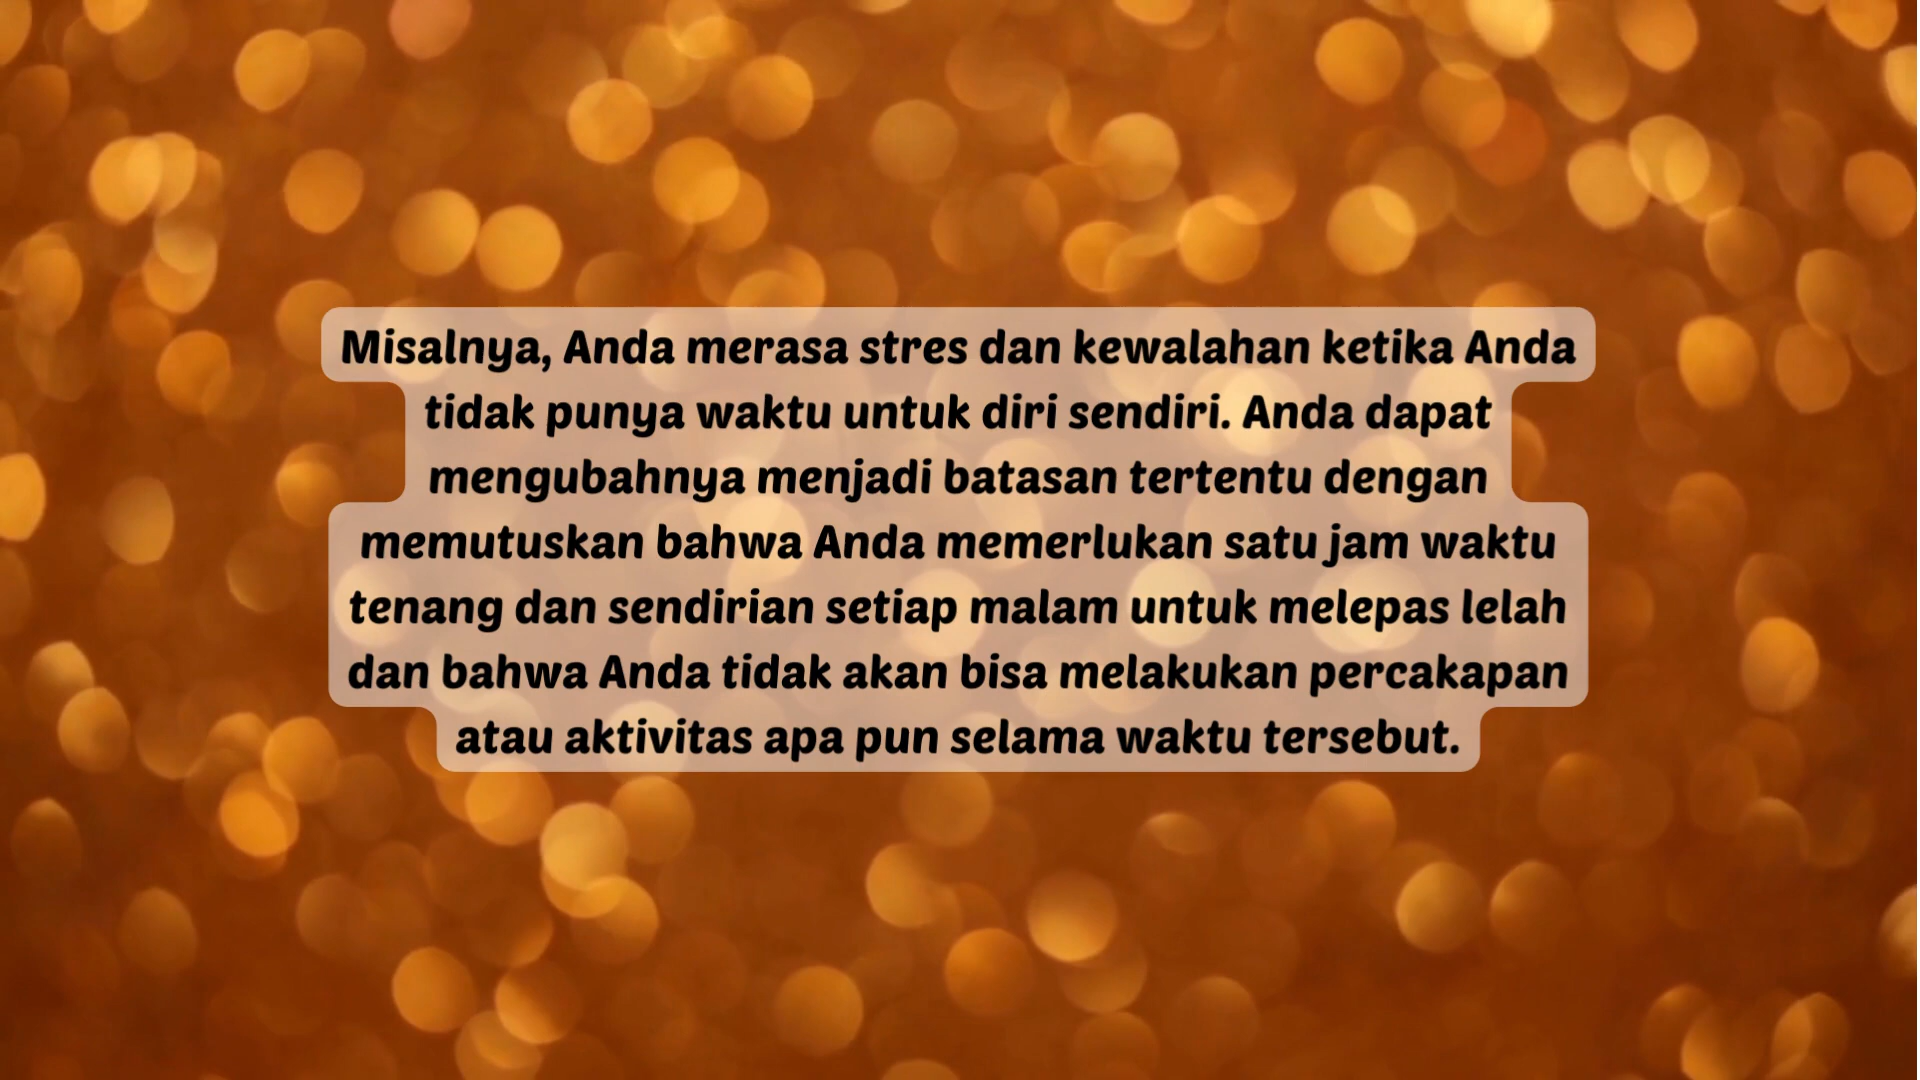 Misalnya, Anda merasa stres dan kewalahan ketika Anda
tidak punya waktu untuk diri sendiri. Anda dapat
mengubahnya menjadi batasan tertentu dengan
memutuskan bahwa Anda memerlukan satu jam waktu
tenang dan sendirian setiap malam untuk melepas lelah
dan bahwa Anda tidak akan bisa melakukan percakapan
atau aktivitas apa pun selama waktu tersebut.